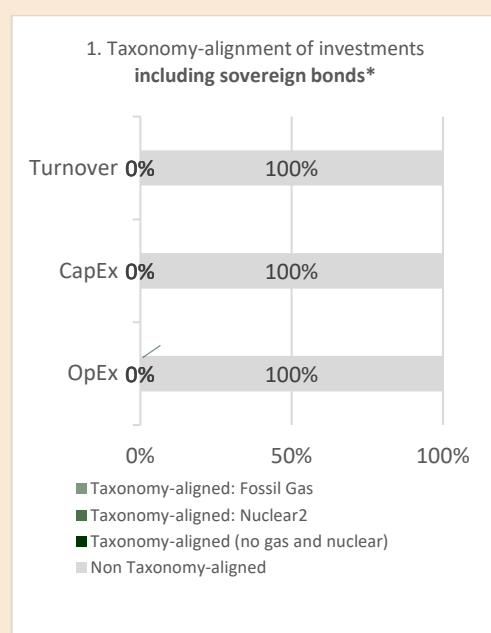 1. Taxonomy-alignment of investments
including sovereign bonds*
Turnover 0% 100%
CapEx 0% 100%
OpEx 0% 100%
0% 50% 100%
Taxonomy-aligned: Fossil Gas
Taxonomy-aligned: Nuclear2
Taxonomy-aligned (no gas and nuclear)
Non Taxonomy-aligned